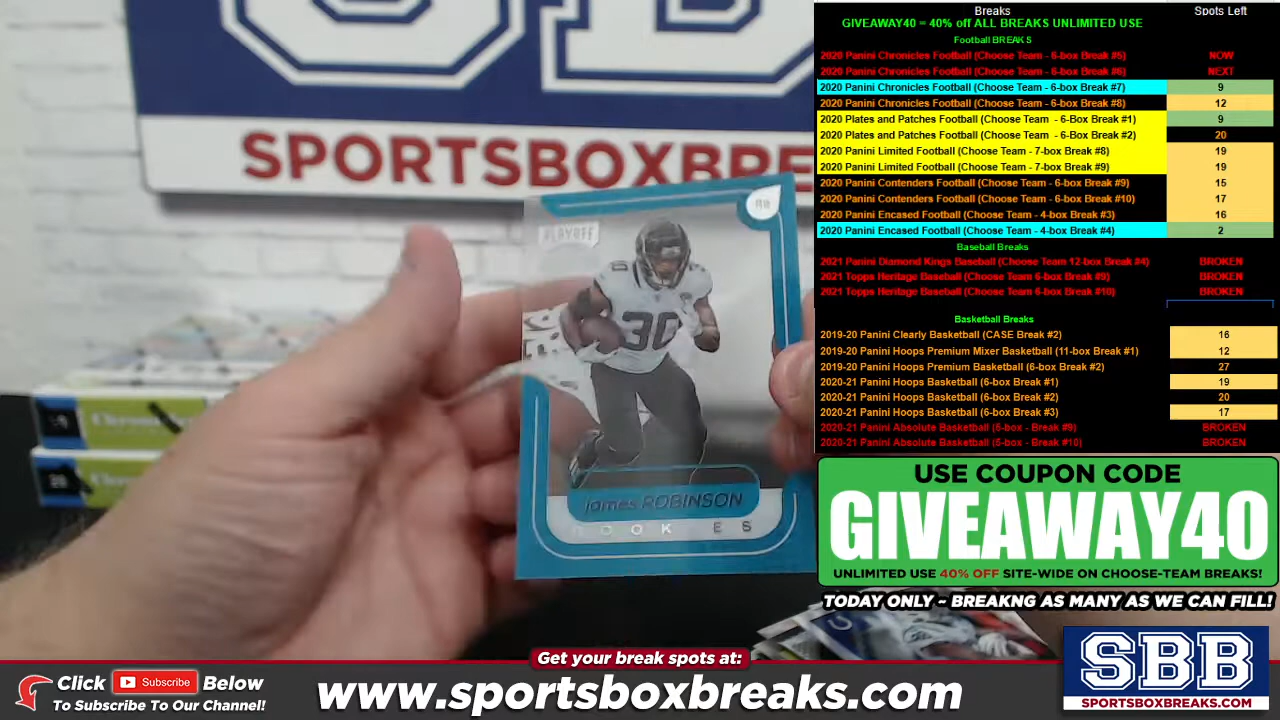 SPORTSBOXBREA
PLAYOFF
RB
30
James ROBINSON
Breaks Spots Left
GIVEAWAY40 = 40% off ALL BREAKS UNLIMITED USE
Football BREAKS
2020 Panini Chronicles Football (Choose Team - 6-box Break #5) NOW
2020 Panini Chronicles Football (Choose Team - 6-box Break #6) NEXT
2020 Panini Chronicles Football (Choose Team - 6-box Break #7) 9
2020 Panini Chronicles Football (Choose Team - 6-box Break #8) 12
2020 Plates and Patches Football (Choose Team - 6-Box Break #1) 9
2020 Plates and Patches Football (Choose Team - 6-Box Break #2) 20
2020 Panini Limited Football (Choose Team - 7-box Break #8) 19
2020 Panini Limited Football (Choose Team - 7-box Break #9) 19
2020 Panini Contenders Football (Choose Team - 6-box Break #9) 15
2020 Panini Contenders Football (Choose Team - 6-box Break #10) 17
2020 Panini Encased Football (Choose Team - 4-box Break #3) 16
2020 Panini Encased Football (Choose Team - 4-box Break #4) 2
Baseball Breaks
2021 Panini Diamond Kings Baseball (Choose Team 12-box Break #4) BROKEN
2021 Topps Heritage Baseball (Choose Team 6-box Break #9) BROKEN
2021 Topps Heritage Baseball (Choose Team 6-box Break #10) BROKEN
Basketball Breaks
2019-20 Panini Clearly Basketball (CASE Break #2) 16
2019-20 Panini Hoops Premium Mixer Basketball (11-box Break #1) 12
2019-20 Panini Hoops Premium Basketball (6-box Break #2) 27
2020-21 Panini Hoops Basketball (6-box Break #1) 19
2020-21 Panini Hoops Basketball (6-box Break #2) 20
2020-21 Panini Hoops Basketball (6-box Break #3) 17
2020-21 Panini Absolute Basketball (5-box - Break #9) BROKEN
2020-21 Panini Absolute Basketball (5-box - Break #10) BROKEN
USE COUPON CODE
GIVEAWAY40
UNLIMITED USE 40% OFF SITE-WIDE ON CHOOSE-TEAM BREAKS!
TODAY ONLY ~ BREAKNG AS MANY AS WE CAN FILL!
Get your break spots at:
Click Subscribe Below
To Subscribe To Our Channel!
www.sportsboxbreaks.com
SBB
SPORTSBOXBREAKS.COM